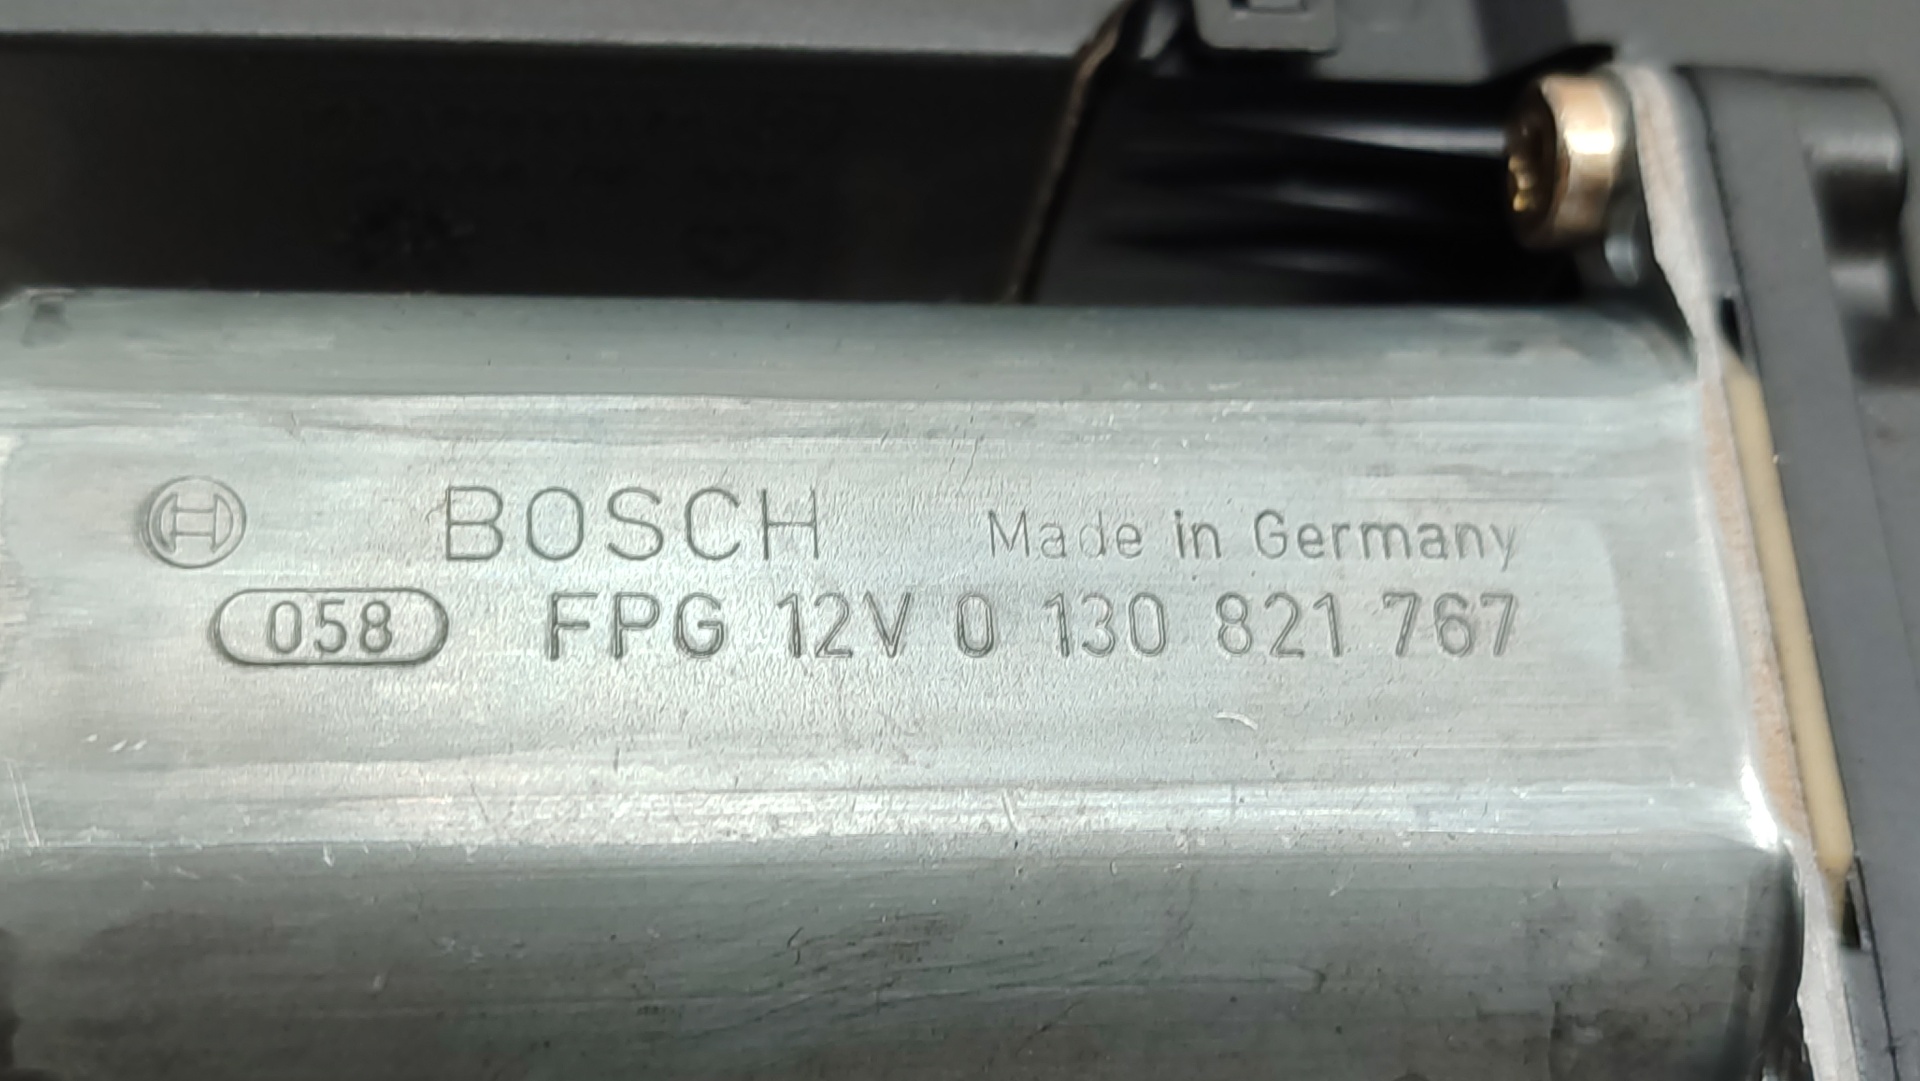 BOSCH Made in Germany
058 FPG 12V 0 130 821 767